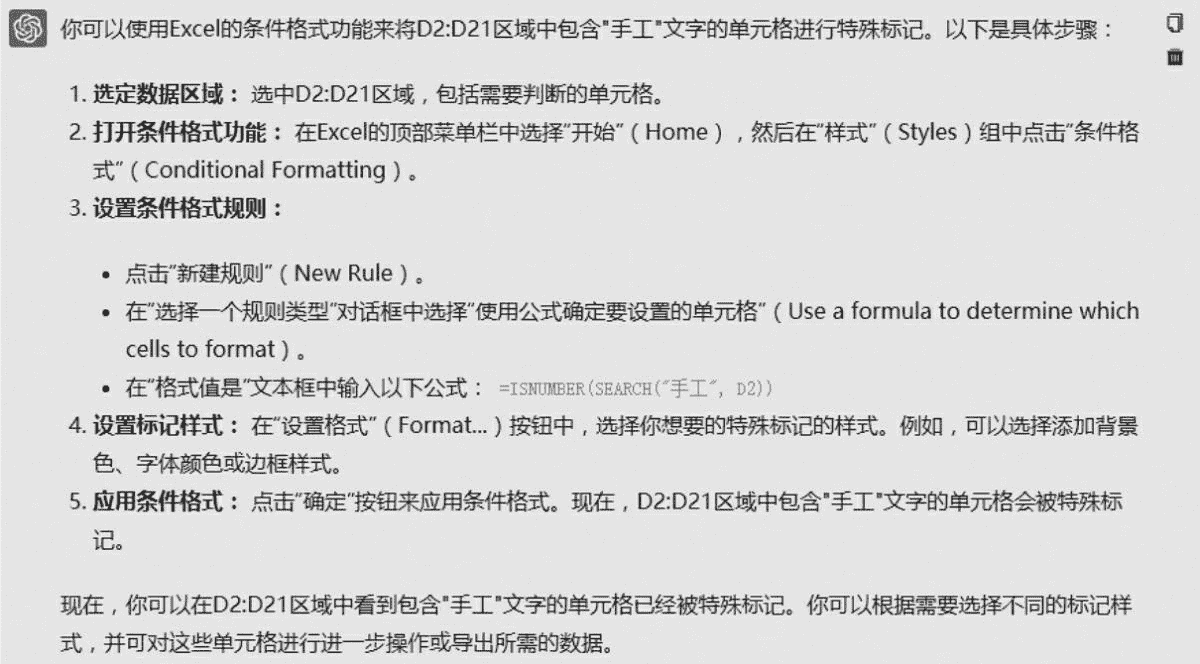 你可以使用Excel的条件格式功能来将D2:D21区域中包含"手工"文字的单元格进行特殊标记。以下是具体步骤：
1. 选定数据区域： 选中D2:D21区域，包括需要判断的单元格。
2. 打开条件格式功能： 在Excel的顶部菜单栏中选择“开始”（Home），然后在“样式”（Styles）组中点击“条件格
式”（Conditional Formatting）。
3. 设置条件格式规则：
• 点击“新建规则”（New Rule）。
• 在“选择一个规则类型”对话框中选择“使用公式确定要设置的单元格”（Use a formula to determine which
cells to format）。
• 在“格式值是”文本框中输入以下公式： =ISNUMBER(SEARCH("手工", D2))
4. 设置标记样式： 在“设置格式”（Format...）按钮中，选择你想要的特殊标记的样式。例如，可以选择添加背景
色、字体颜色或边框样式。
5. 应用条件格式： 点击“确定”按钮来应用条件格式。现在，D2:D21区域中包含"手工"文字的单元格会被特殊标
记。
现在，你可以在D2:D21区域中看到包含"手工"文字的单元格已经被特殊标记。你可以根据需要选择不同的标记样
式，并可对这些单元格进行进一步操作或导出所需的数据。